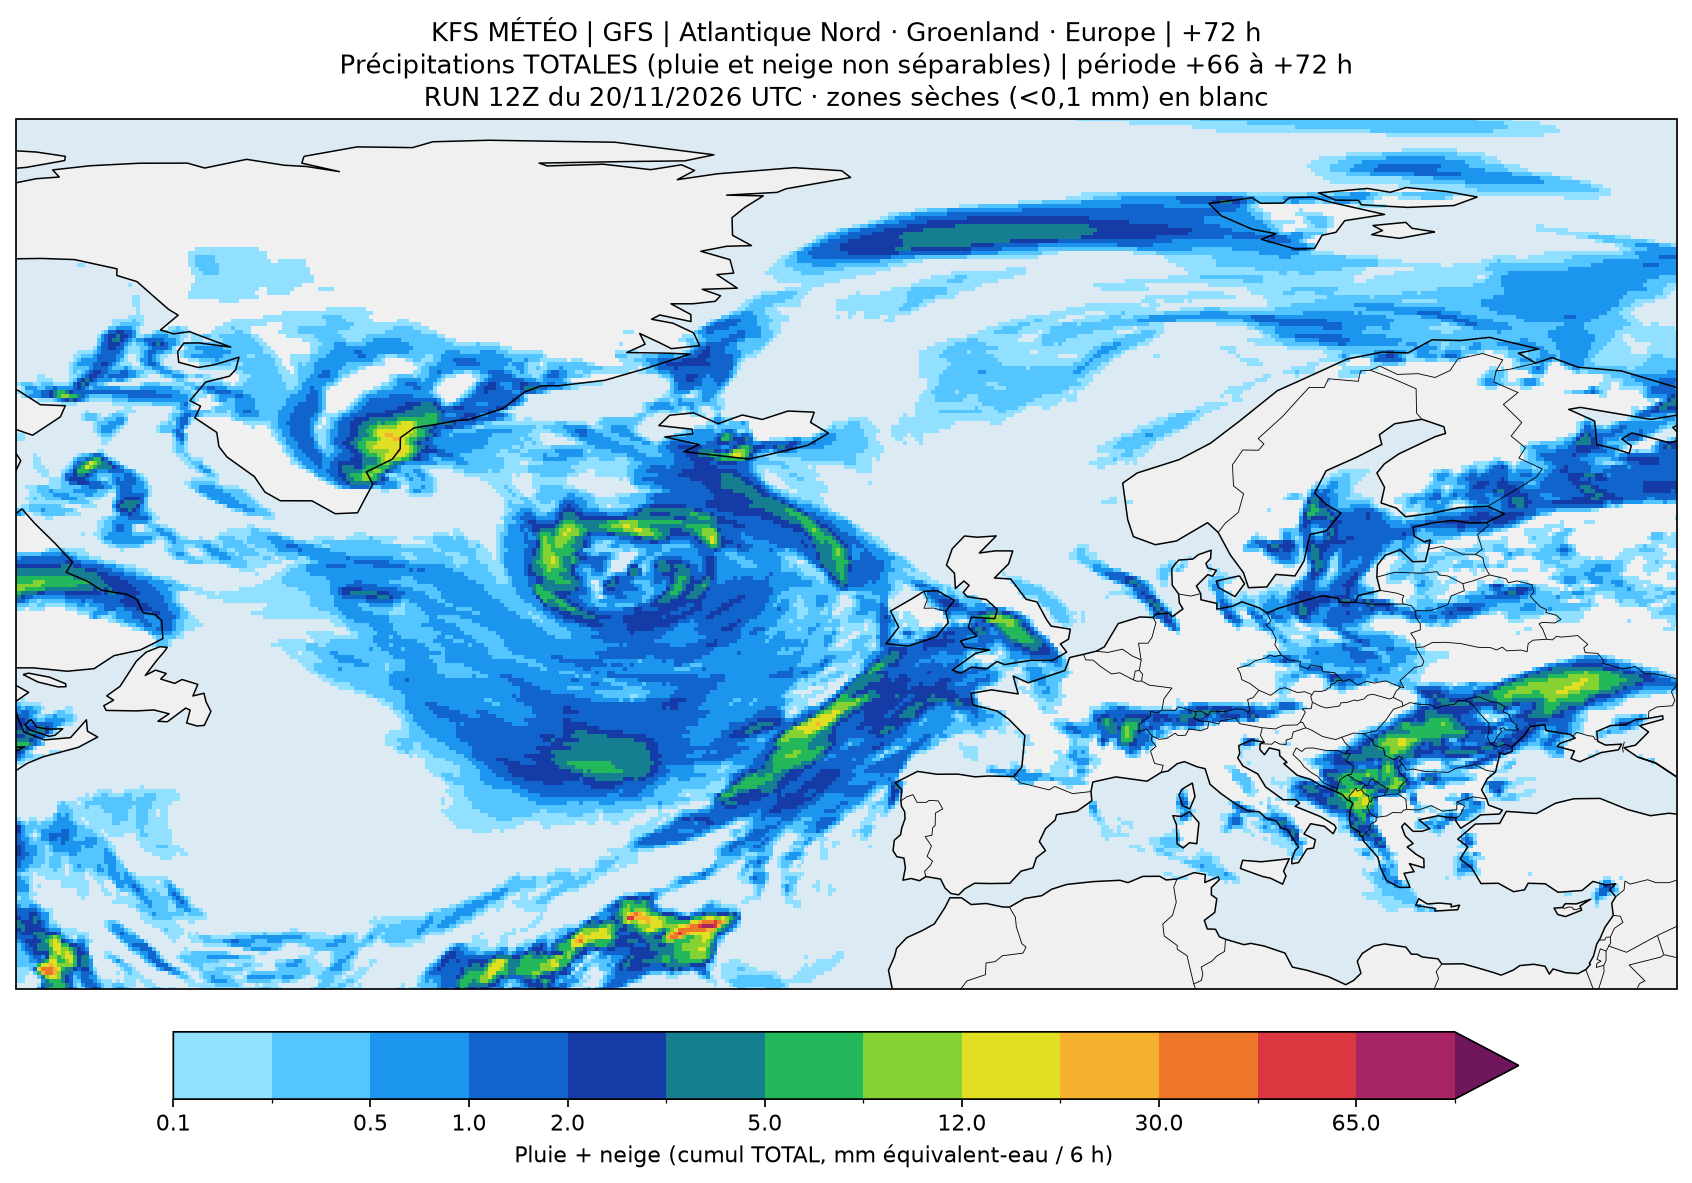 KFS MÉTÉO | GFS | Atlantique Nord · Groenland · Europe | +72 h
Précipitations TOTALES (pluie et neige non séparables) | période +66 à +72 h
RUN 12Z du 20/11/2026 UTC · zones sèches (<0,1 mm) en blanc
0.1 0.5 1.0 2.0 5.0 12.0 30.0 65.0
Pluie + neige (cumul TOTAL, mm équivalent-eau / 6 h)